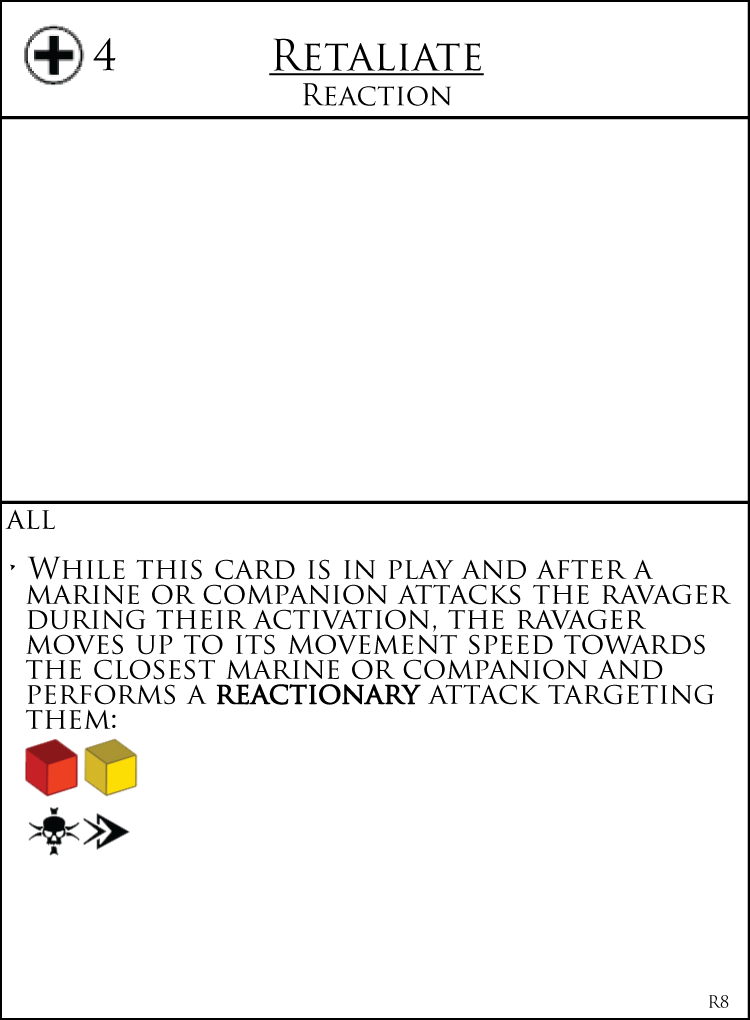 4
Retaliate
Reaction
ALL
‣ While this card is in play and after a
marine or companion attacks the ravager
during their activation, the ravager
moves up to its movement speed towards
the closest marine or companion and
performs a reactionary attack targeting
them:
R8